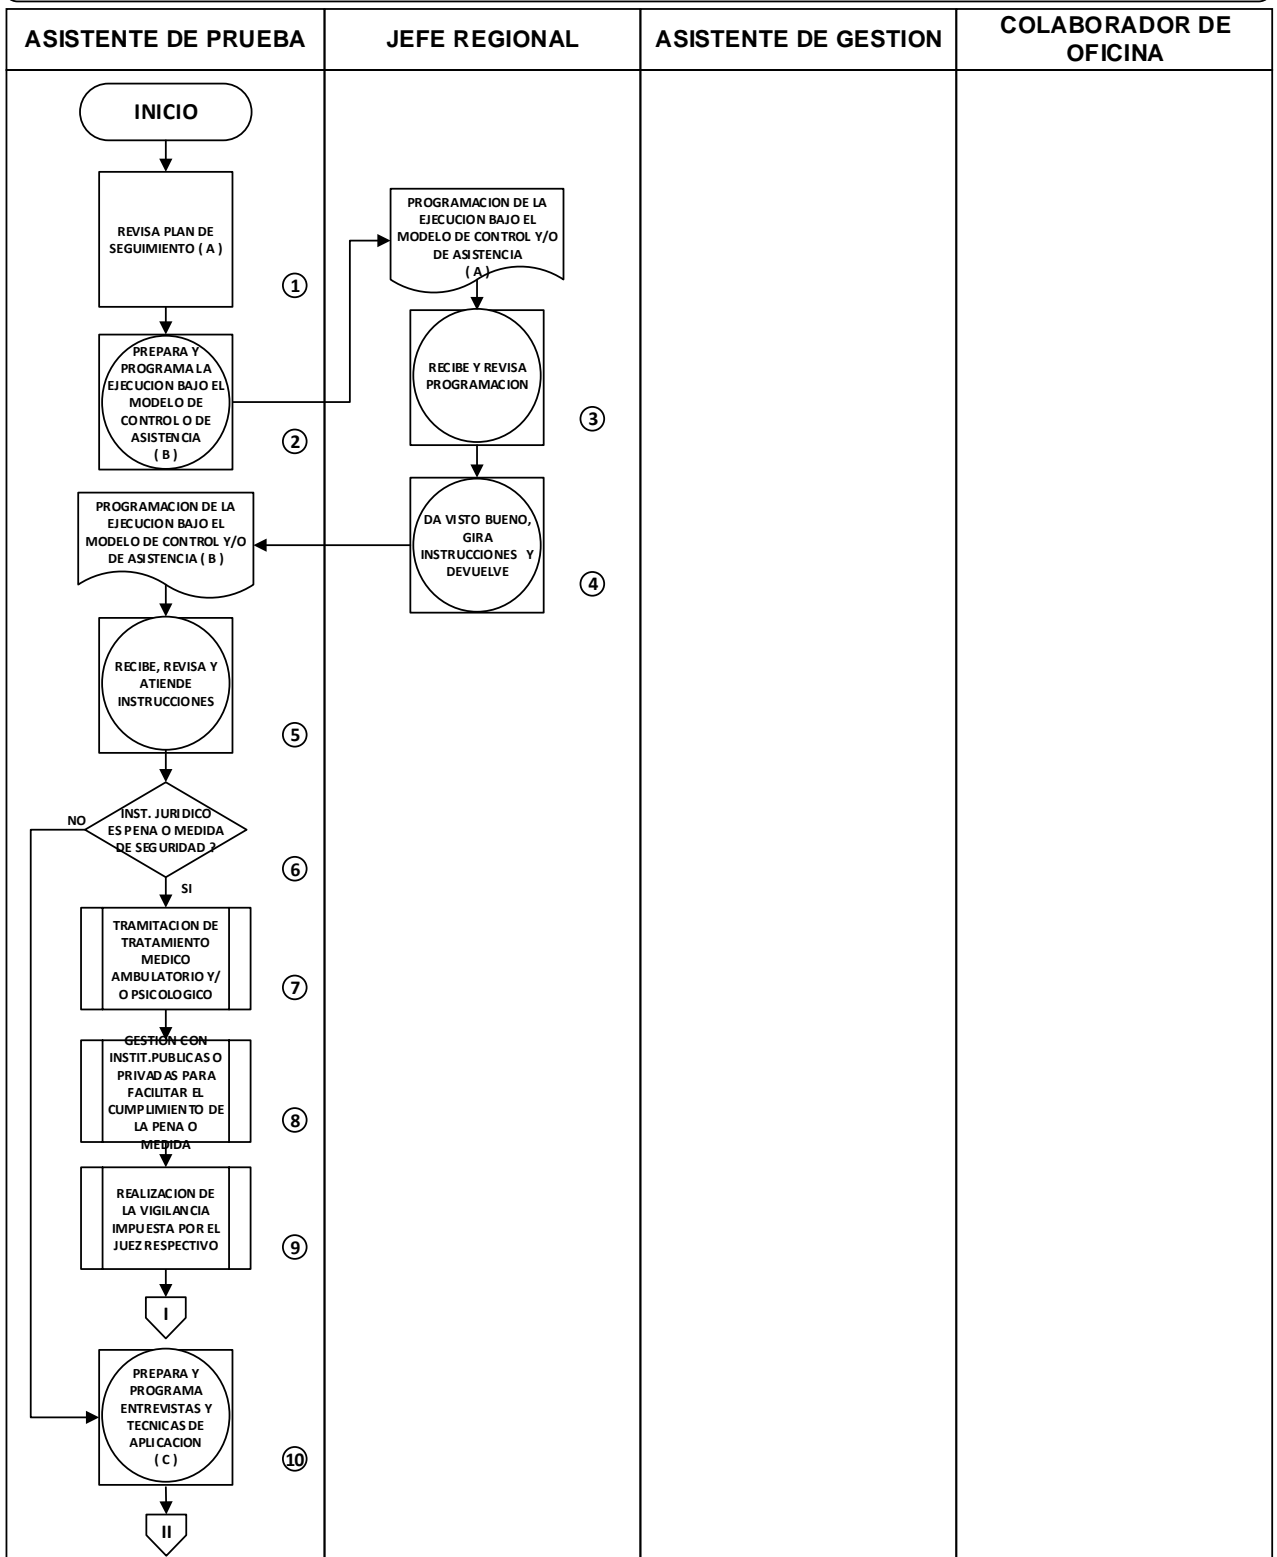 ASISTENTE DE PRUEBA
JEFE REGIONAL
ASISTENTE DE GESTION
COLABORADOR DE
OFICINA
INICIO
REVISA PLAN DE
SEGUIMIENTO ( A )
1
PREPARA Y
PROGRAMA LA
EJECUCION BAJO EL
MODELO DE
CONTROL O DE
ASISTENCIA
( B )
2
PROGRAMACION DE LA
EJECUCION BAJO EL
MODELO DE CONTROL Y/O
DE ASISTENCIA
( A )
RECIBE Y REVISA
PROGRAMACION
3
DA VISTO BUENO,
GIRA
INSTRUCCIONES Y
DEVUELVE
4
PROGRAMACION DE LA
EJECUCION BAJO EL
MODELO DE CONTROL Y/O
DE ASISTENCIA ( B )
RECIBE, REVISA Y
ATIENDE
INSTRUCCIONES
5
INST. JURIDICO
ES PENA O MEDIDA
DE SEGURIDAD ?
NO
6
SI
TRAMITACION DE
TRATAMIENTO
MEDICO
AMBULATORIO Y/
O PSICOLOGICO
7
GESTION CON
INSTIT.PUBLICAS O
PRIVADAS PARA
FACILITAR EL
CUMPLIMIENTO DE
LA PENA O
MEDIDA
8
REALIZACION DE
LA VIGILANCIA
IMPUESTA POR EL
JUEZ RESPECTIVO
9
I
PREPARA Y
PROGRAMA
ENTREVISTAS Y
TECNICAS DE
APLICACION
( C )
10
II